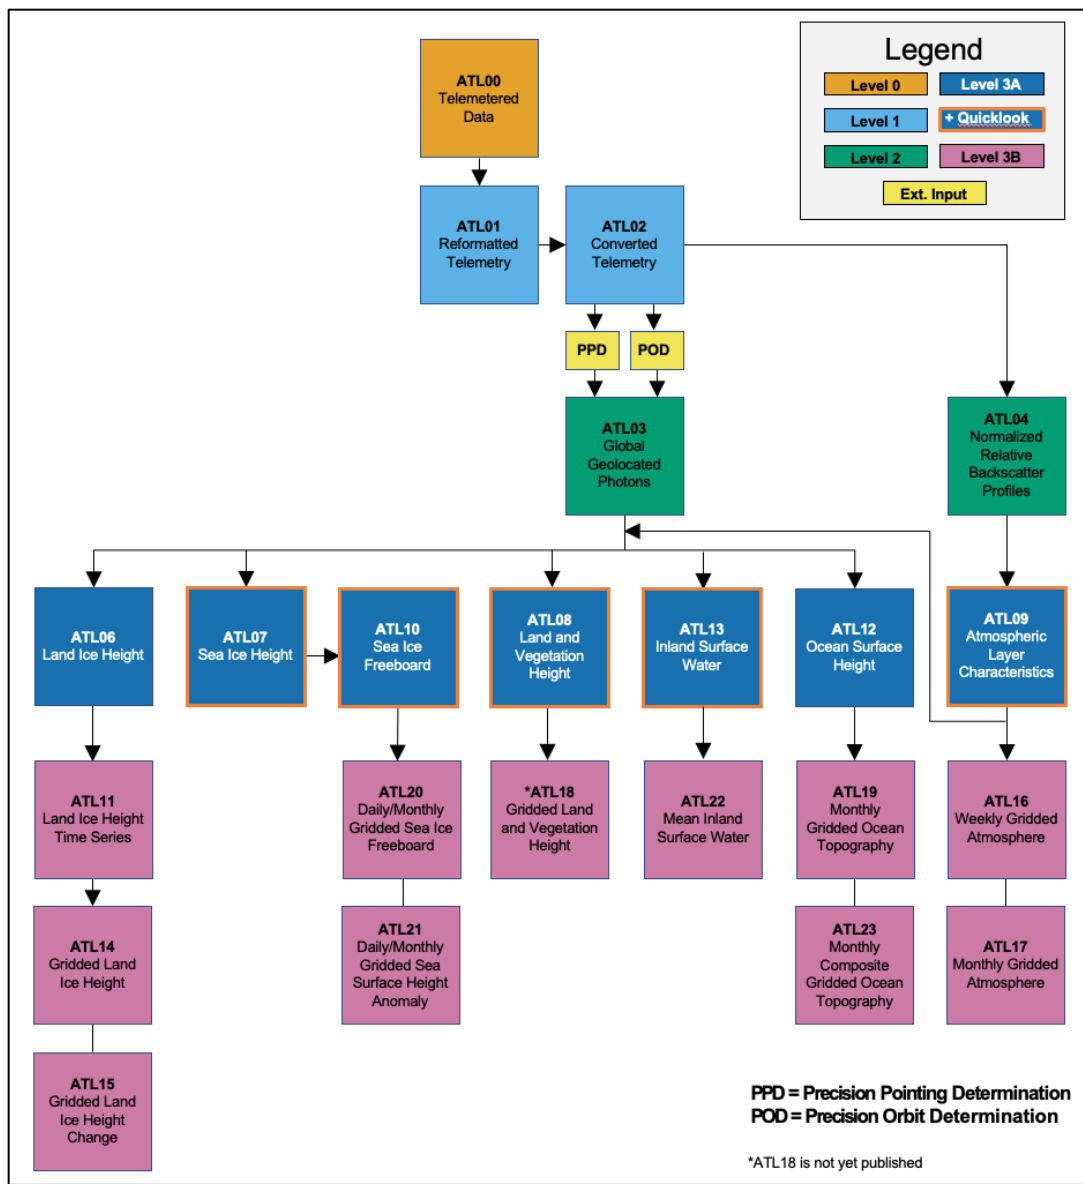 Legend
Level 0
Level 3A
Level 1
+ Quicklook
Level 2
Level 3B
Ext. Input
ATL00
Telemetered
Data
ATL01
Reformatted
Telemetry
ATL02
Converted
Telemetry
PPD
POD
ATL03
Global
Geolocated
Photons
ATL04
Normalized
Relative
Backscatter
Profiles
ATL06
Land Ice Height
ATL07
Sea Ice Height
ATL10
Sea Ice
Freeboard
ATL08
Land and
Vegetation
Height
ATL13
Inland Surface
Water
ATL12
Ocean Surface
Height
ATL09
Atmospheric
Layer
Characteristics
ATL11
Land Ice Height
Time Series
ATL20
Daily/Monthly
Gridded Sea Ice
Freeboard
*ATL18
Gridded Land
and Vegetation
Height
ATL22
Mean Inland
Surface Water
ATL19
Monthly
Gridded Ocean
Topography
ATL16
Weekly Gridded
Atmosphere
ATL14
Gridded Land
Ice Height
ATL21
Daily/Monthly
Gridded Sea
Surface Height
Anomaly
ATL23
Monthly
Composite
Gridded Ocean
Topography
ATL17
Monthly Gridded
Atmosphere
ATL15
Gridded Land
Ice Height
Change
PPD = Precision Pointing Determination
POD = Precision Orbit Determination
*ATL18 is not yet published